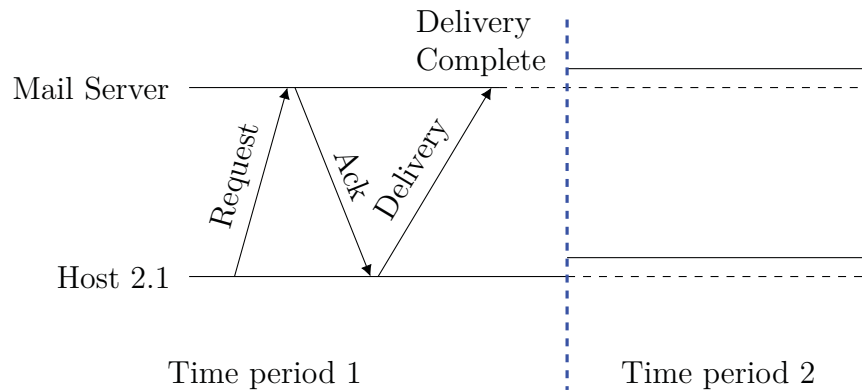 Delivery
Complete
Mail Server
Request
Ack
Delivery
Host 2.1
Time period 1
Time period 2